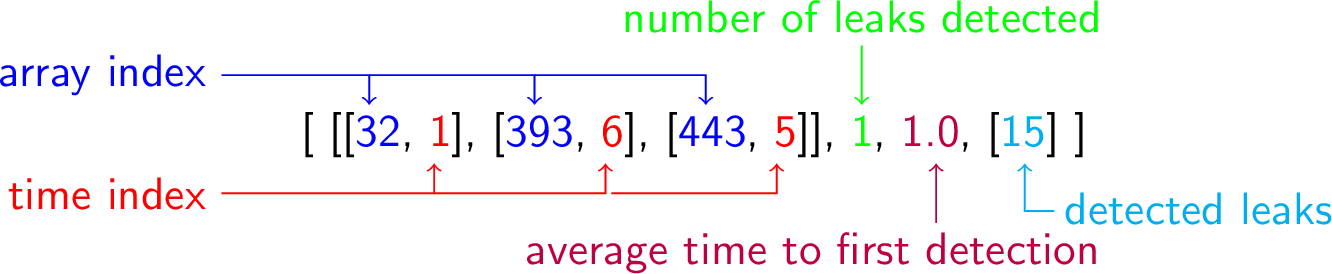 number of leaks detected
array index
[ [[32, 1], [393, 6], [443, 5]], 1, 1.0, [15] ]
time index
detected leaks
average time to first detection